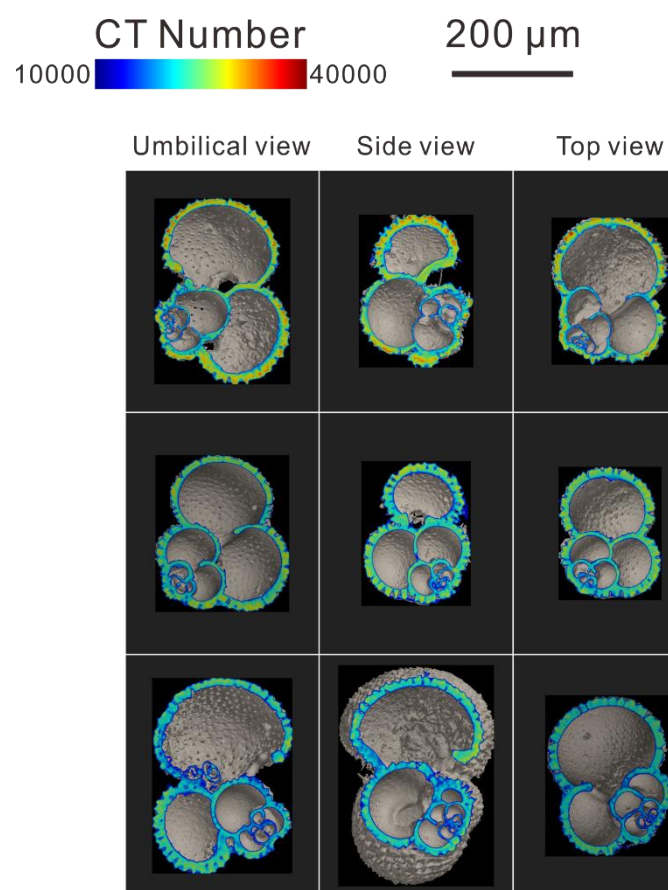 CT Number
200 µm
10000
40000
Umbilical view
Side view
Top view